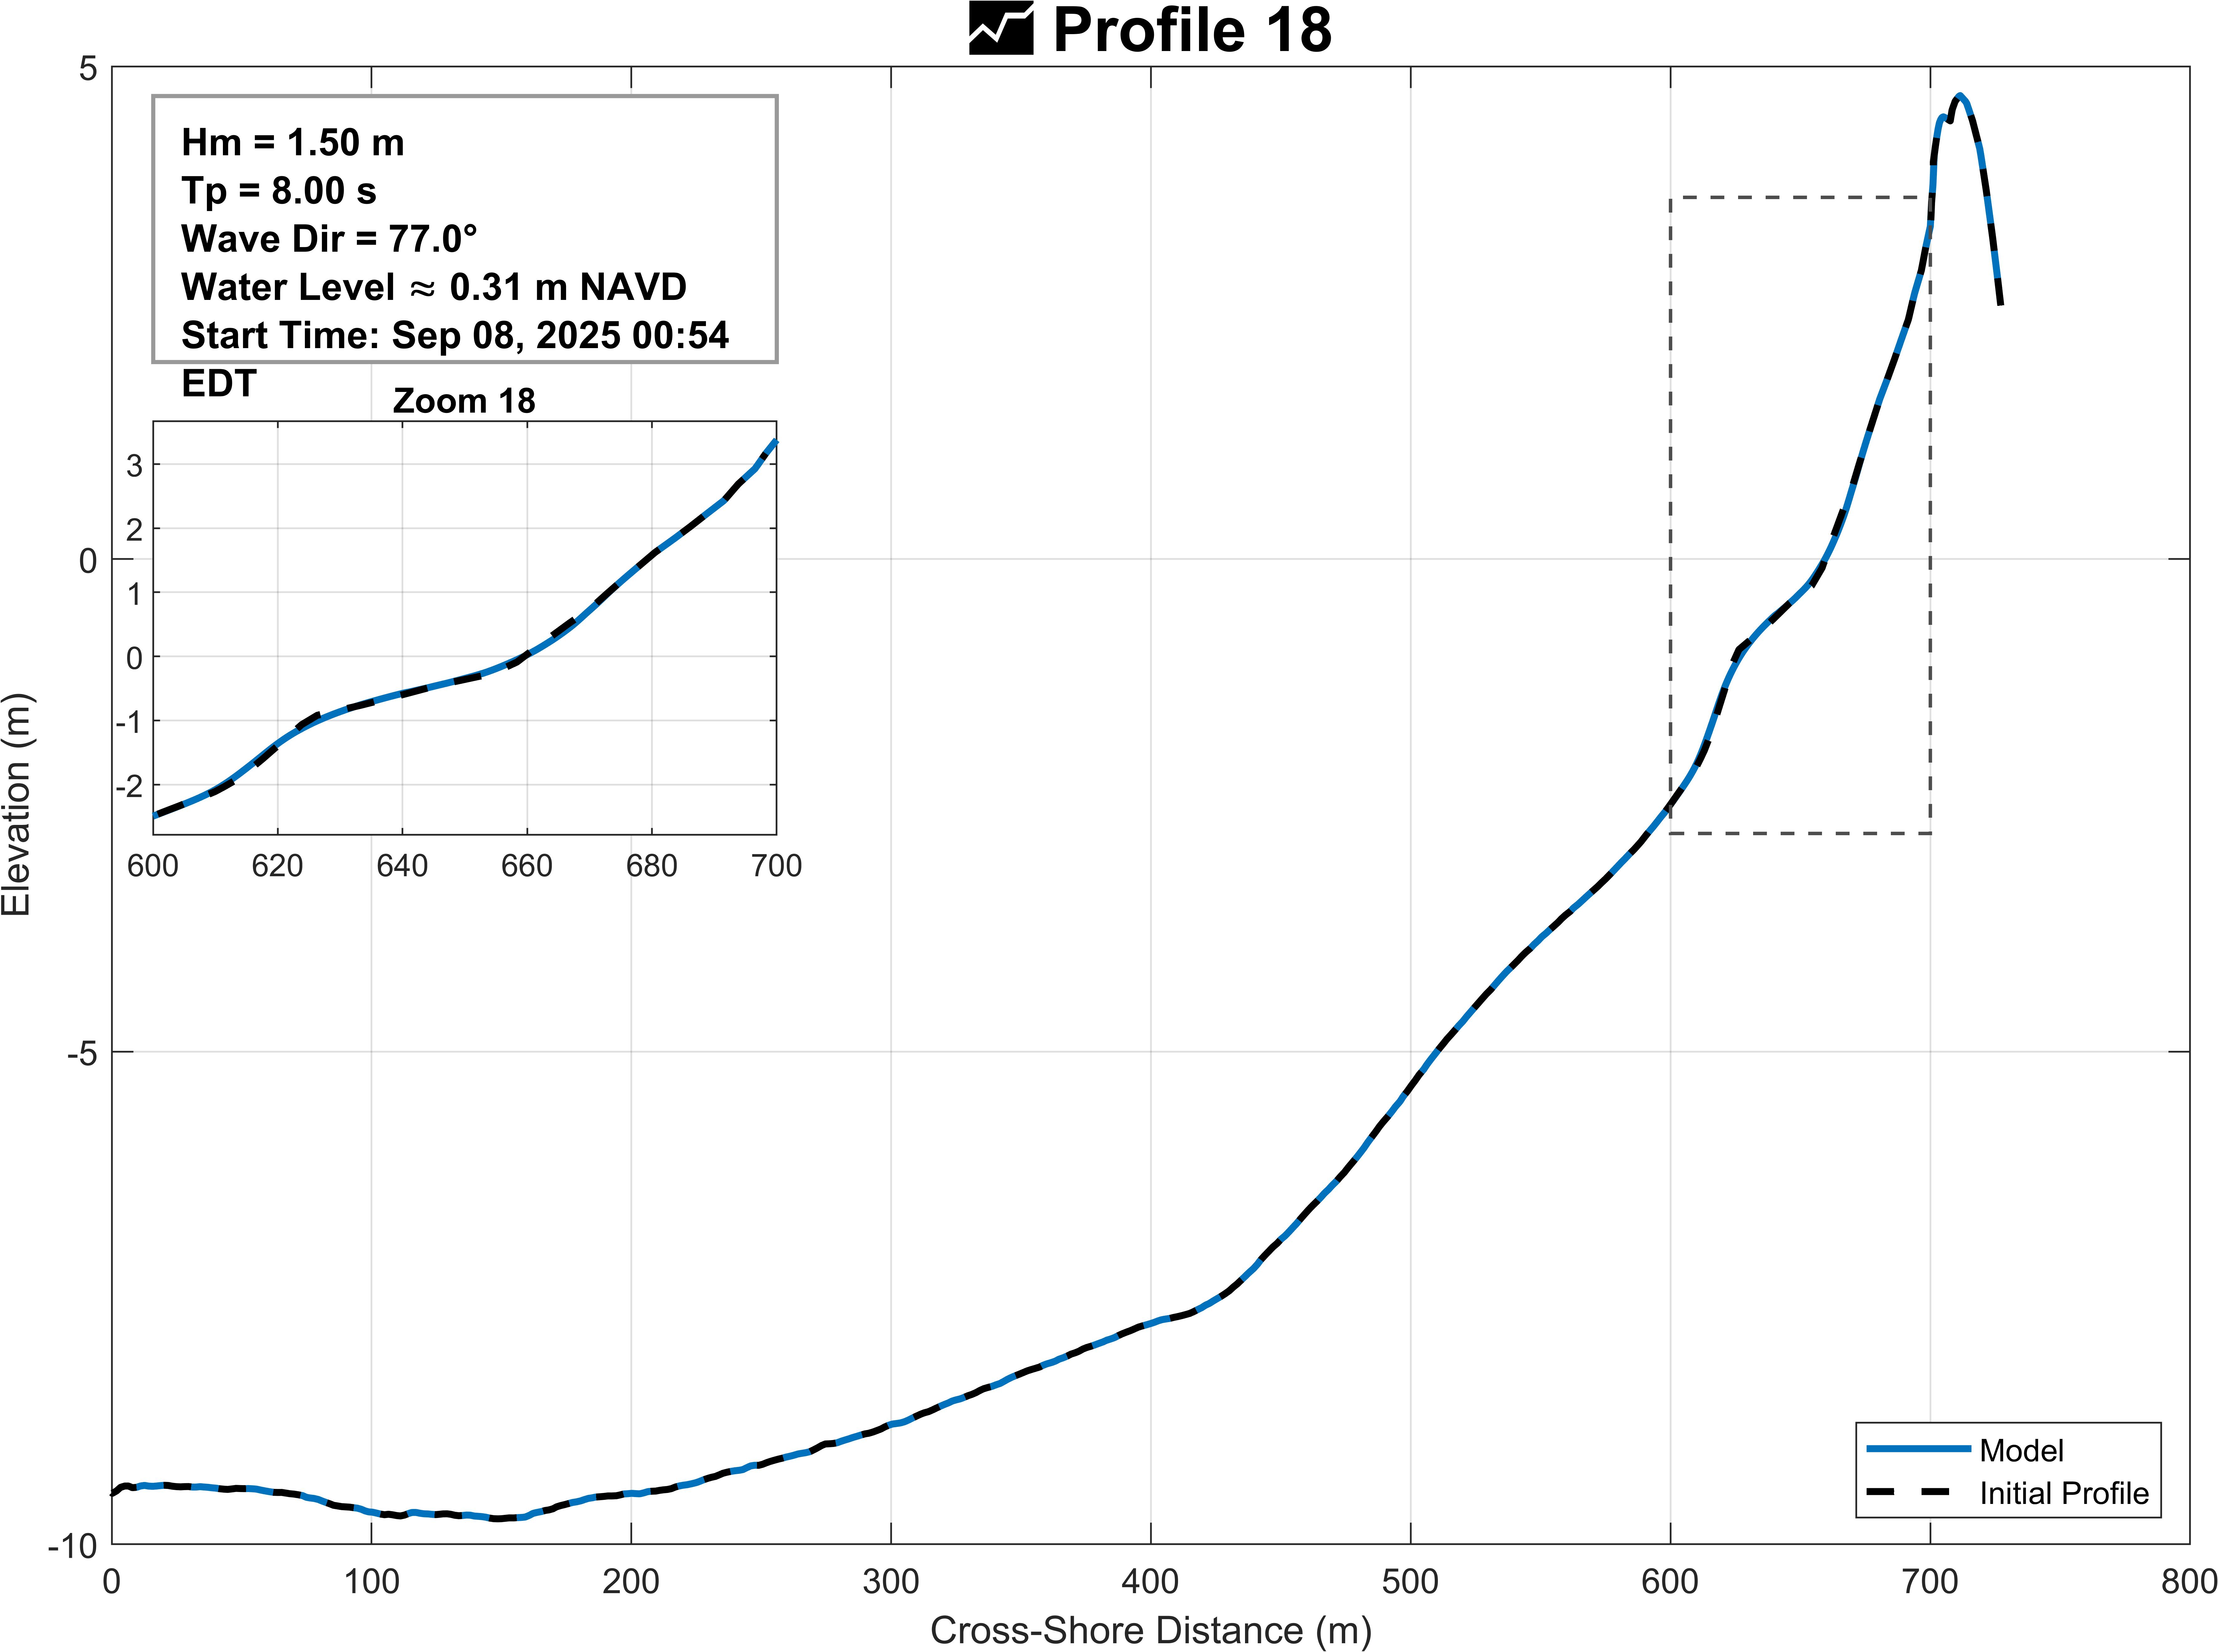 Profile 18
5
Hm = 1.50 m
Tp = 8.00 s
Wave Dir = 77.0°
Water Level ≈ 0.31 m NAVD
Start Time: Sep 08, 2025 00:54
EDT
Zoom 18
3
2
1
0
-1
-2
600 620 640 660 680 700
0
-5
-10
Elevation (m)
Model
Initial Profile
0 100 200 300 400 500 600 700 800
Cross-Shore Distance (m)